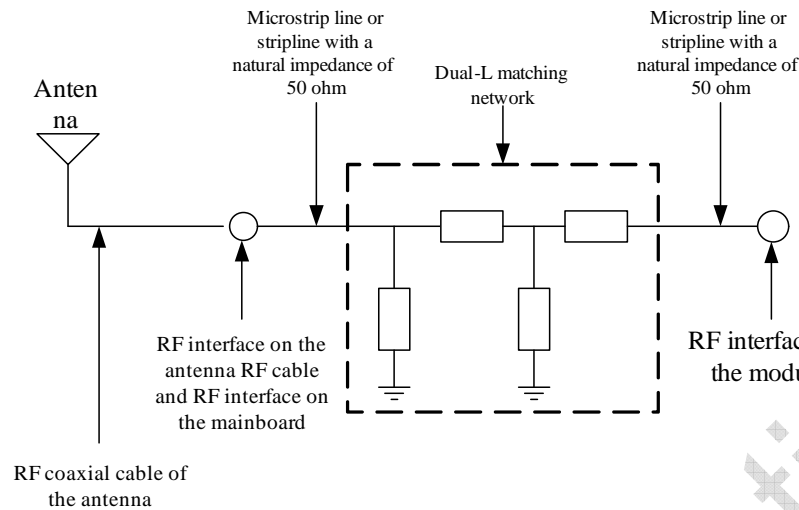 Microstrip line or
stripline with a
natural impedance of
50 ohm
Dual-L matching
network
Microstrip line or
stripline with a
natural impedance of
50 ohm
Anten
na
RF interface on the
antenna RF cable
and RF interface on
the mainboard
RF
the
RF coaxial cable of
the antenna